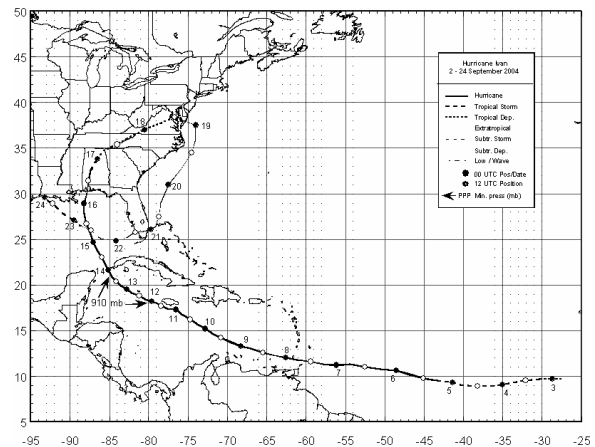 50
45
40
35
30
25
20
15
10
5
Hurricane Ivan
2 - 24 September 2004
Hurricane
Tropical Storm
Tropical Dep.
Extratropical
Subtr. Storm
Subtr. Dep.
Low / Wave
00 UTC Pos/Date
12 UTC Position
PPP Min. press (mb)
19
18
17
20
24
16
23
22
21
15
14
13
12
910 mb
11
10
9
8
7
6
5
4
3
-95 -90 -85 -80 -75 -70 -65 -60 -55 -50 -45 -40 -35 -30 -25